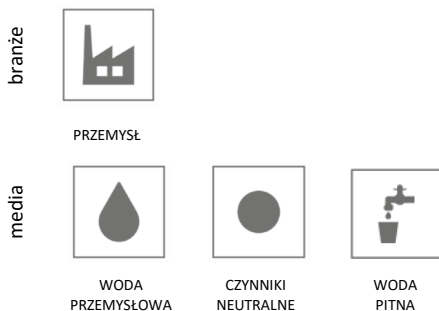 branże
PRZEMYSŁ
media
WODA
PRZEMYSŁOWA
CZYNNIKI
NEUTRALNE
WODA
PITNA